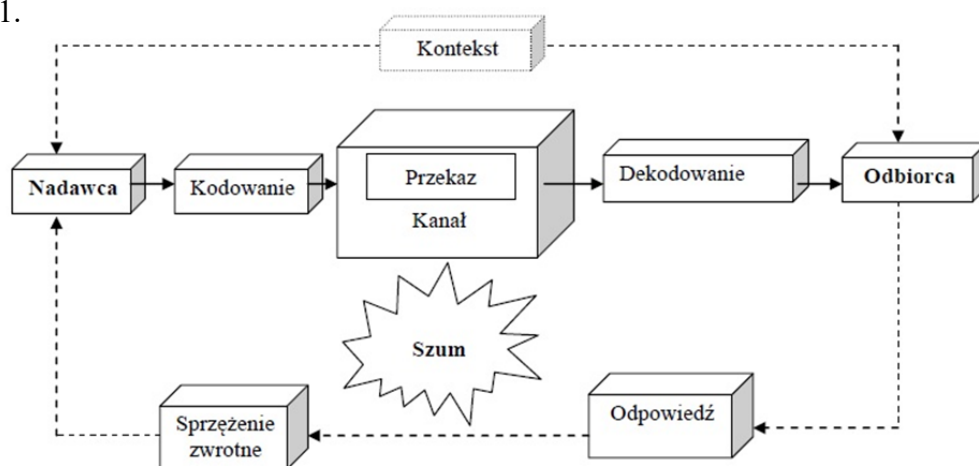 1.
Kontekst
Nadawca
Kodowanie
Przekaz
Kanał
Dekodowanie
Odbiorca
Szum
Sprzężenie
zwrotne
Odpowiedź